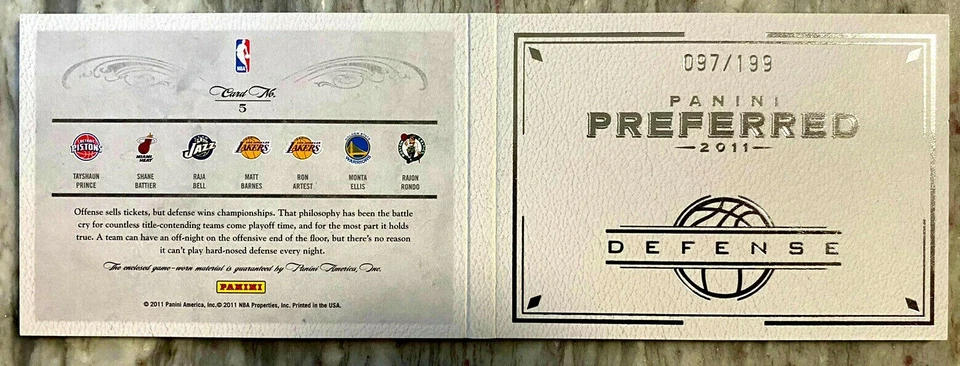 NBA
Card No.
5
PISTONS
MIAMI HEAT
JAZZ
LAKERS
LAKERS
WARRIORS
TAYSHAUN PRINCE
SHANE BATTIER
RAJA BELL
MATT BARNES
RON ARTEST
MONTA ELLIS
RAJON RONDO
Offense sells tickets, but defense wins championships. That philosophy has been the battle
cry for countless title-contending teams come playoff time, and for the most part it holds
true. A team can have an off-night on the offensive end of the floor, but there's no reason
it can't play hard-nosed defense every night.
The enclosed game-worn material is guaranteed by Panini America, Inc.
PANINI
© 2011 Panini America, Inc.© 2011 NBA Properties, Inc. Printed in the USA.
097/199
PANINI
PREFERRED
2011
DEFENSE